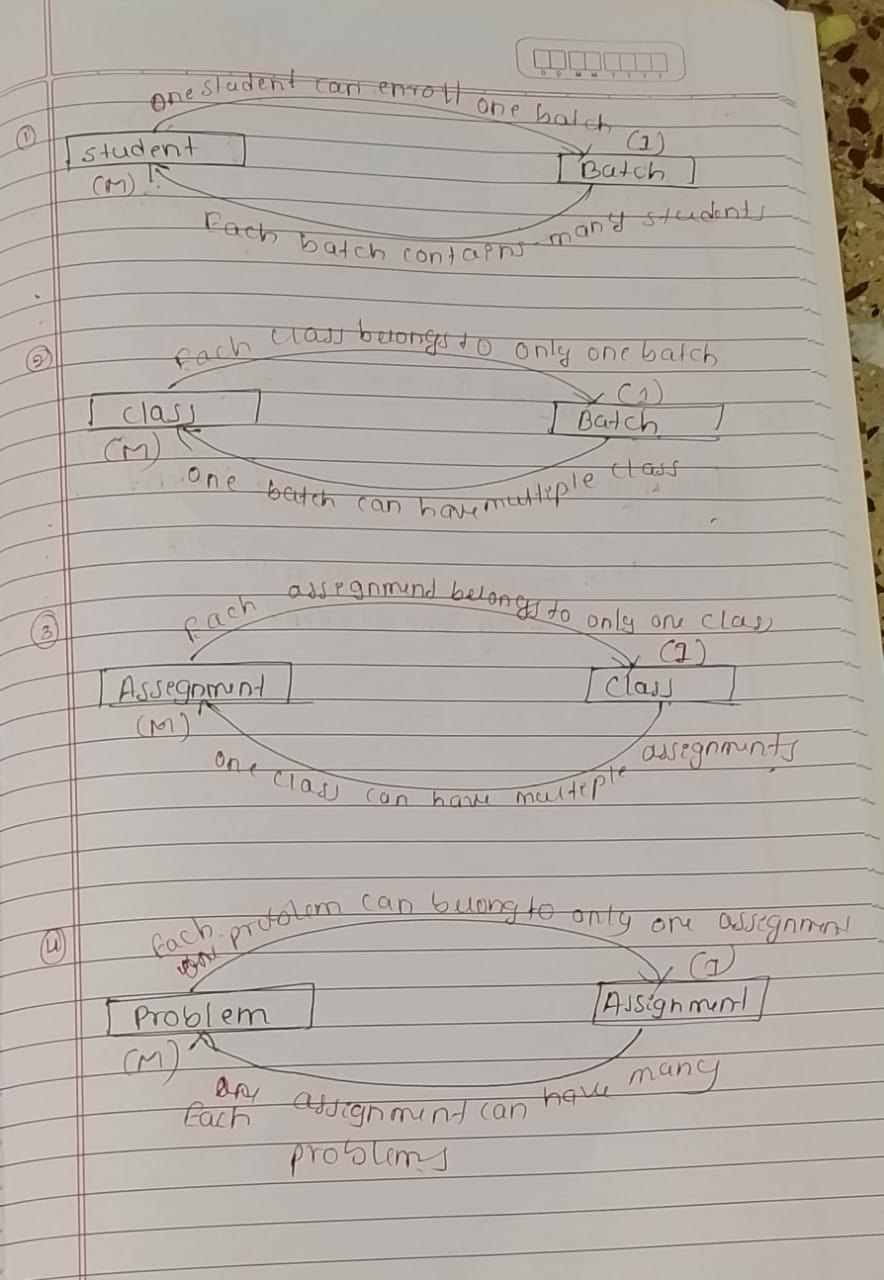 ①
One student can enroll one batch
student
(1)
Batch
(M)
Each batch contains many students
②
Each class belongs to only one batch
class
(1)
Batch
(M)
One batch can have multiple class
③
Each assegnmend belongs to only one class
Assegnment
(1)
class
(M)
One class can have multiple assegnments
④
Each problem can belong to only one assignment
Problem
(1)
Assignment
(M)
Each assignment can have many
problems